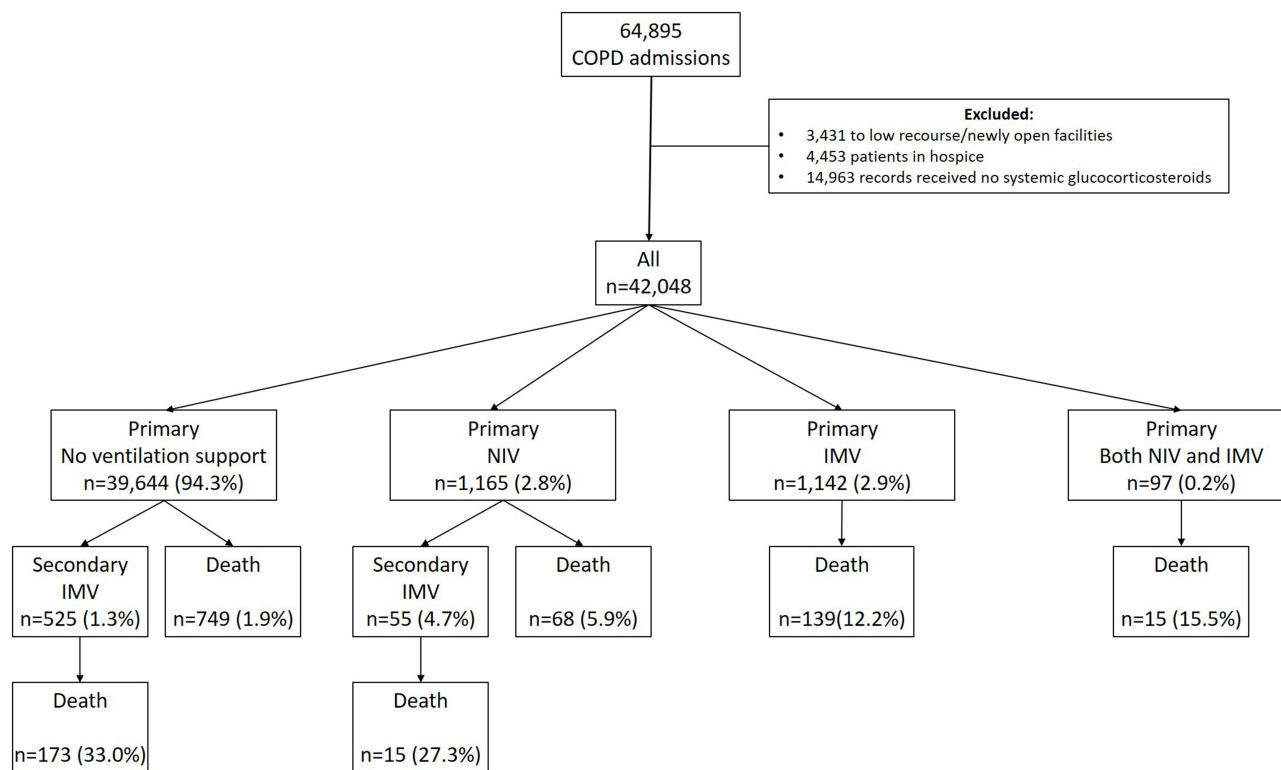 64,895
COPD admissions
Excluded:
• 3,431 to low recourse/newly open facilities
• 4,453 patients in hospice
• 14,963 records received no systemic glucocorticosteroids
All
n=42,048
Primary
No ventilation support
n=39,644 (94.3%)
Primary
NIV
n=1,165 (2.8%)
Primary
IMV
n=1,142 (2.9%)
Primary
Both NIV and IMV
n=97 (0.2%)
Secondary
IMV
n=525 (1.3%)
Death
n=749 (1.9%)
Secondary
IMV
n=55 (4.7%)
Death
n=68 (5.9%)
Death
n=139(12.2%)
Death
n=15 (15.5%)
Death
n=173 (33.0%)
Death
n=15 (27.3%)